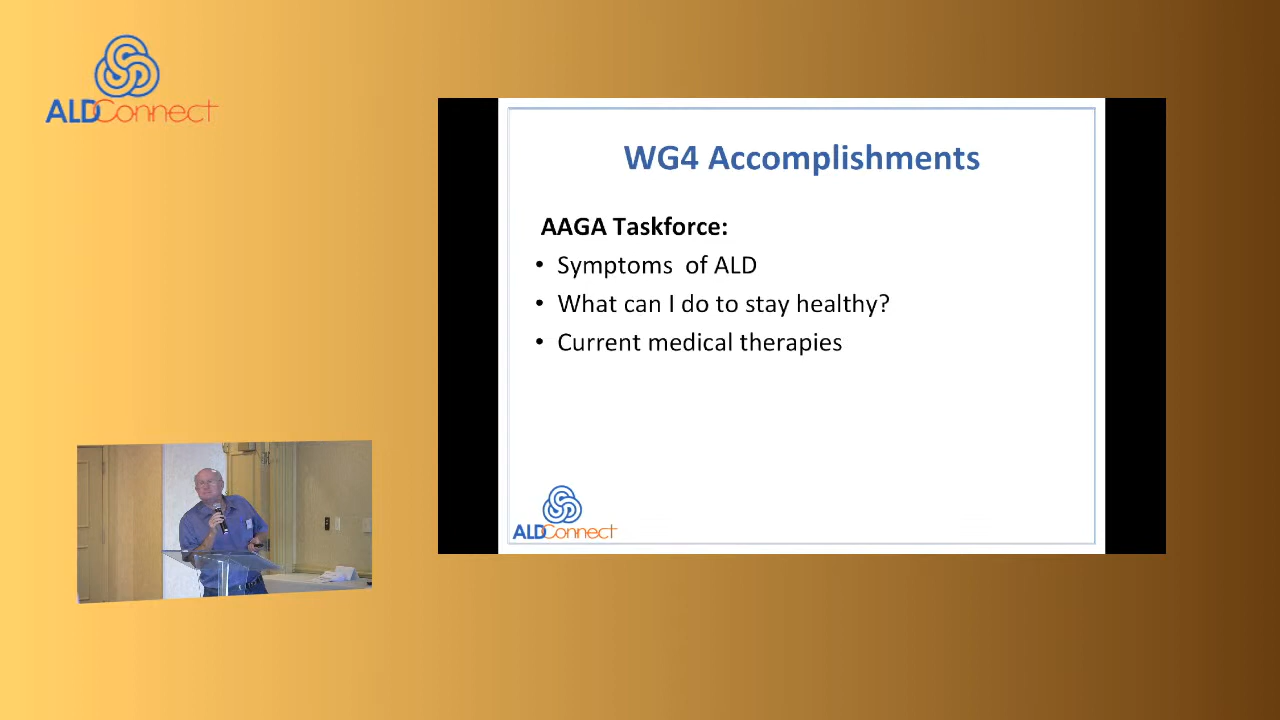 ALDConnect
WG4 Accomplishments
AAGA Taskforce:
• Symptoms of ALD
• What can I do to stay healthy?
• Current medical therapies
ALDConnect